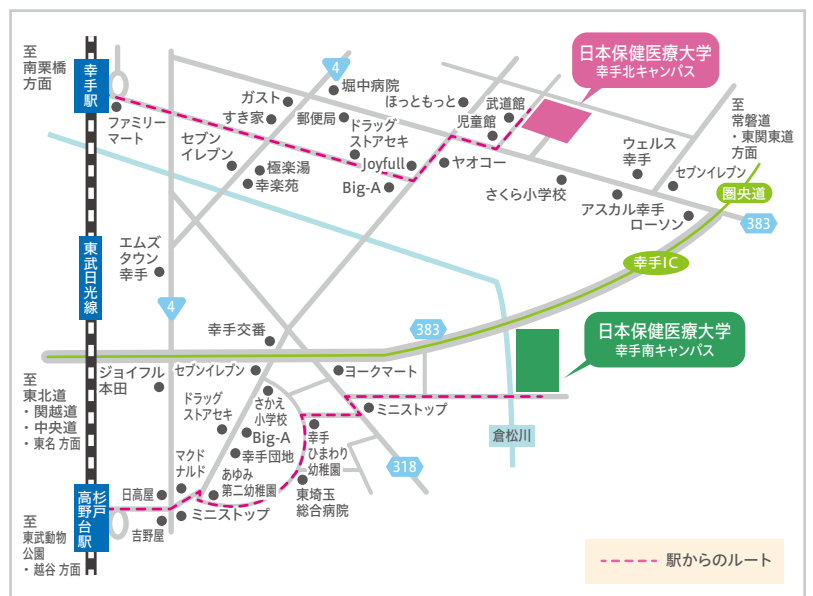 至
南栗橋
方面
幸手駅
4
ガスト
堀中病院
すき家
郵便局
ほっともっと
武道館
児童館
日本保健医療大学
幸手北キャンパス
至
常磐道
・東関東道
方面
ファミリー
マート
セブン
イレブン
ドラッグ
ストアセキ
Joyfull
ヤオコー
極楽湯
幸楽苑
Big-A
さくら小学校
ウェルス
幸手
セブンイレブン
アスカル幸手
ローソン
圏央道
383
東武日光線
エムズ
タウン
幸手
4
幸手IC
幸手交番
383
日本保健医療大学
幸手南キャンパス
至
東北道
・関越道
・中央道
・東名 方面
ジョイフル
本田
セブンイレブン
ヨークマート
ドラッグ
ストアセキ
さかえ
小学校
ミニストップ
Big-A
幸手団地
幸手
ひまわり
幼稚園
倉松川
マクド
ナルド
あゆみ
第二幼稚園
318
杉戸
高野台駅
日高屋
ミニストップ
東埼玉
総合病院
吉野屋
至
東武動物
公園
・越谷 方面
駅からのルート